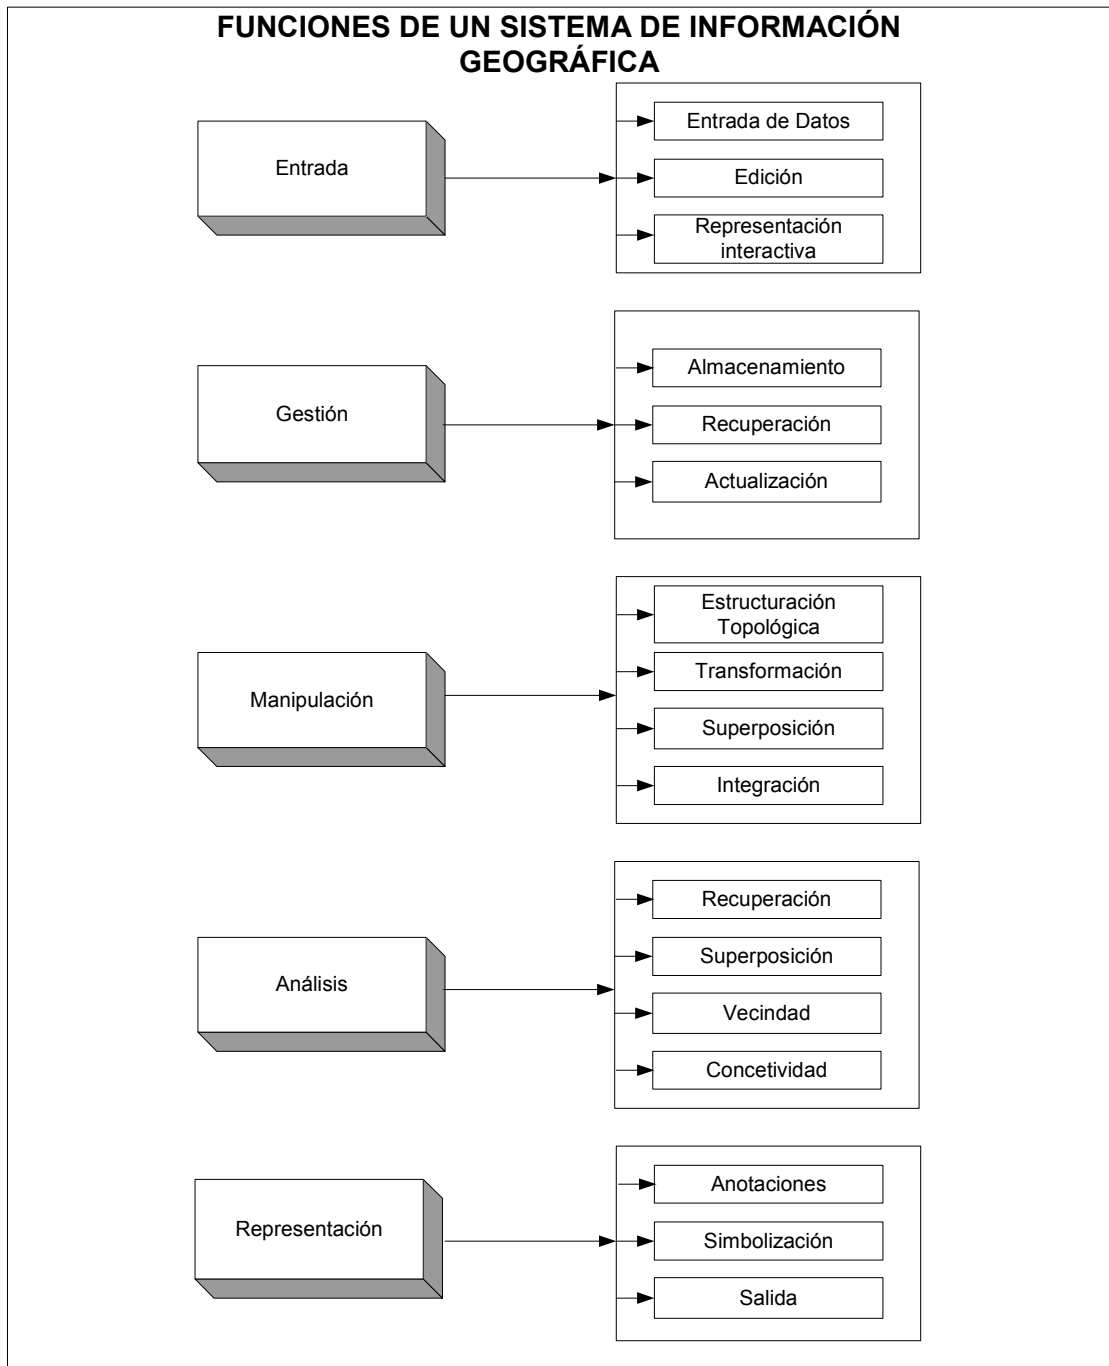 FUNCIONES DE UN SISTEMA DE INFORMACIÓN
GEOGRÁFICA
Entrada
Entrada de Datos
Edición
Representación
interactiva
Gestión
Almacenamiento
Recuperación
Actualización
Manipulación
Estructuración
Topológica
Transformación
Superposición
Integración
Análisis
Recuperación
Superposición
Vecindad
Concetividad
Representación
Anotaciones
Simbolización
Salida